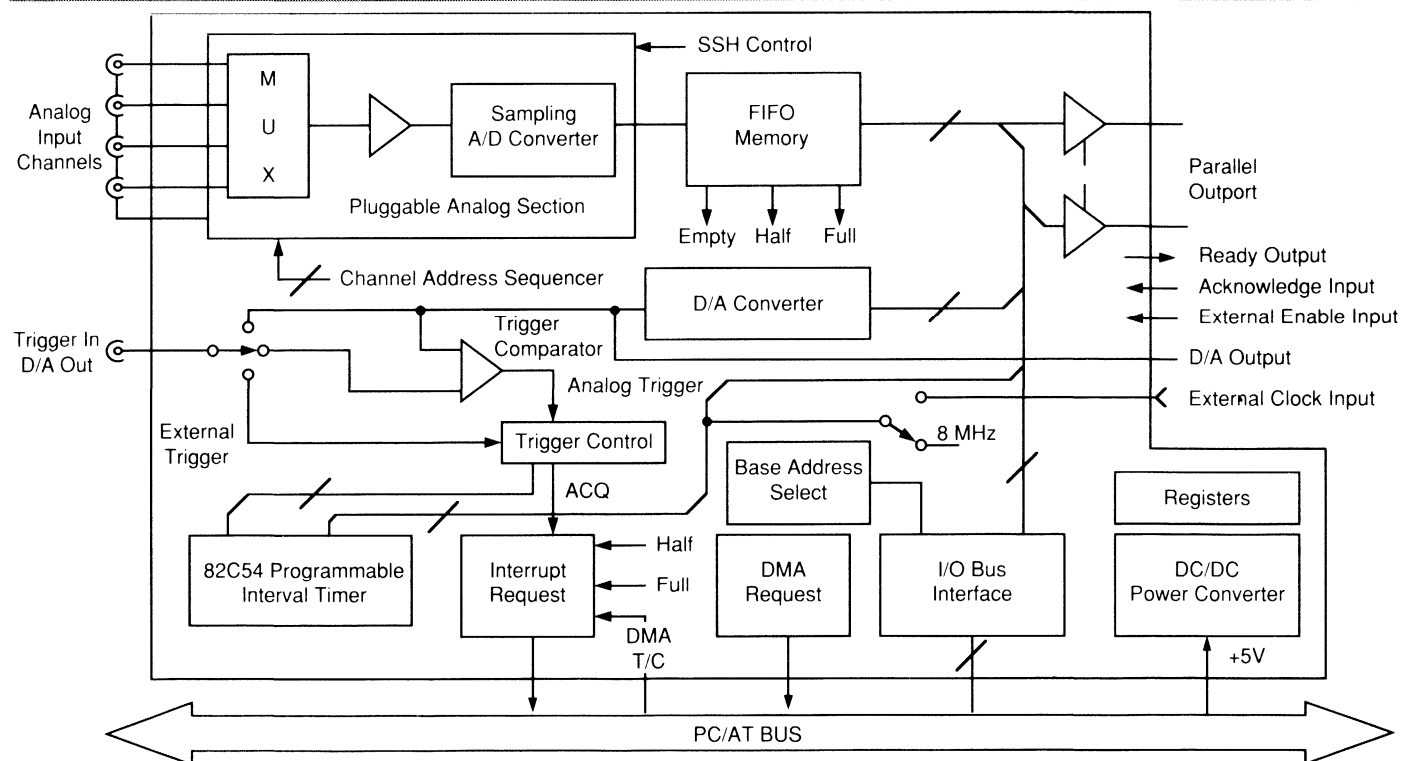 SSH Control
Analog
Input
Channels
M
U
X
Sampling
A/D Converter
FIFO
Memory
Pluggable Analog Section
Parallel
Outport
Empty
Half
Full
Ready Output
Channel Address Sequencer
D/A Converter
Acknowledge Input
External Enable Input
Trigger In
D/A Out
Trigger
Comparator
D/A Output
Analog Trigger
External Clock Input
External
Trigger
Trigger Control
8 MHz
Base Address
Select
ACQ
Registers
82C54 Programmable
Interval Timer
Interrupt
Request
Half
Full
DMA
T/C
DMA
Request
I/O Bus
Interface
DC/DC
Power Converter
+5V
PC/AT BUS